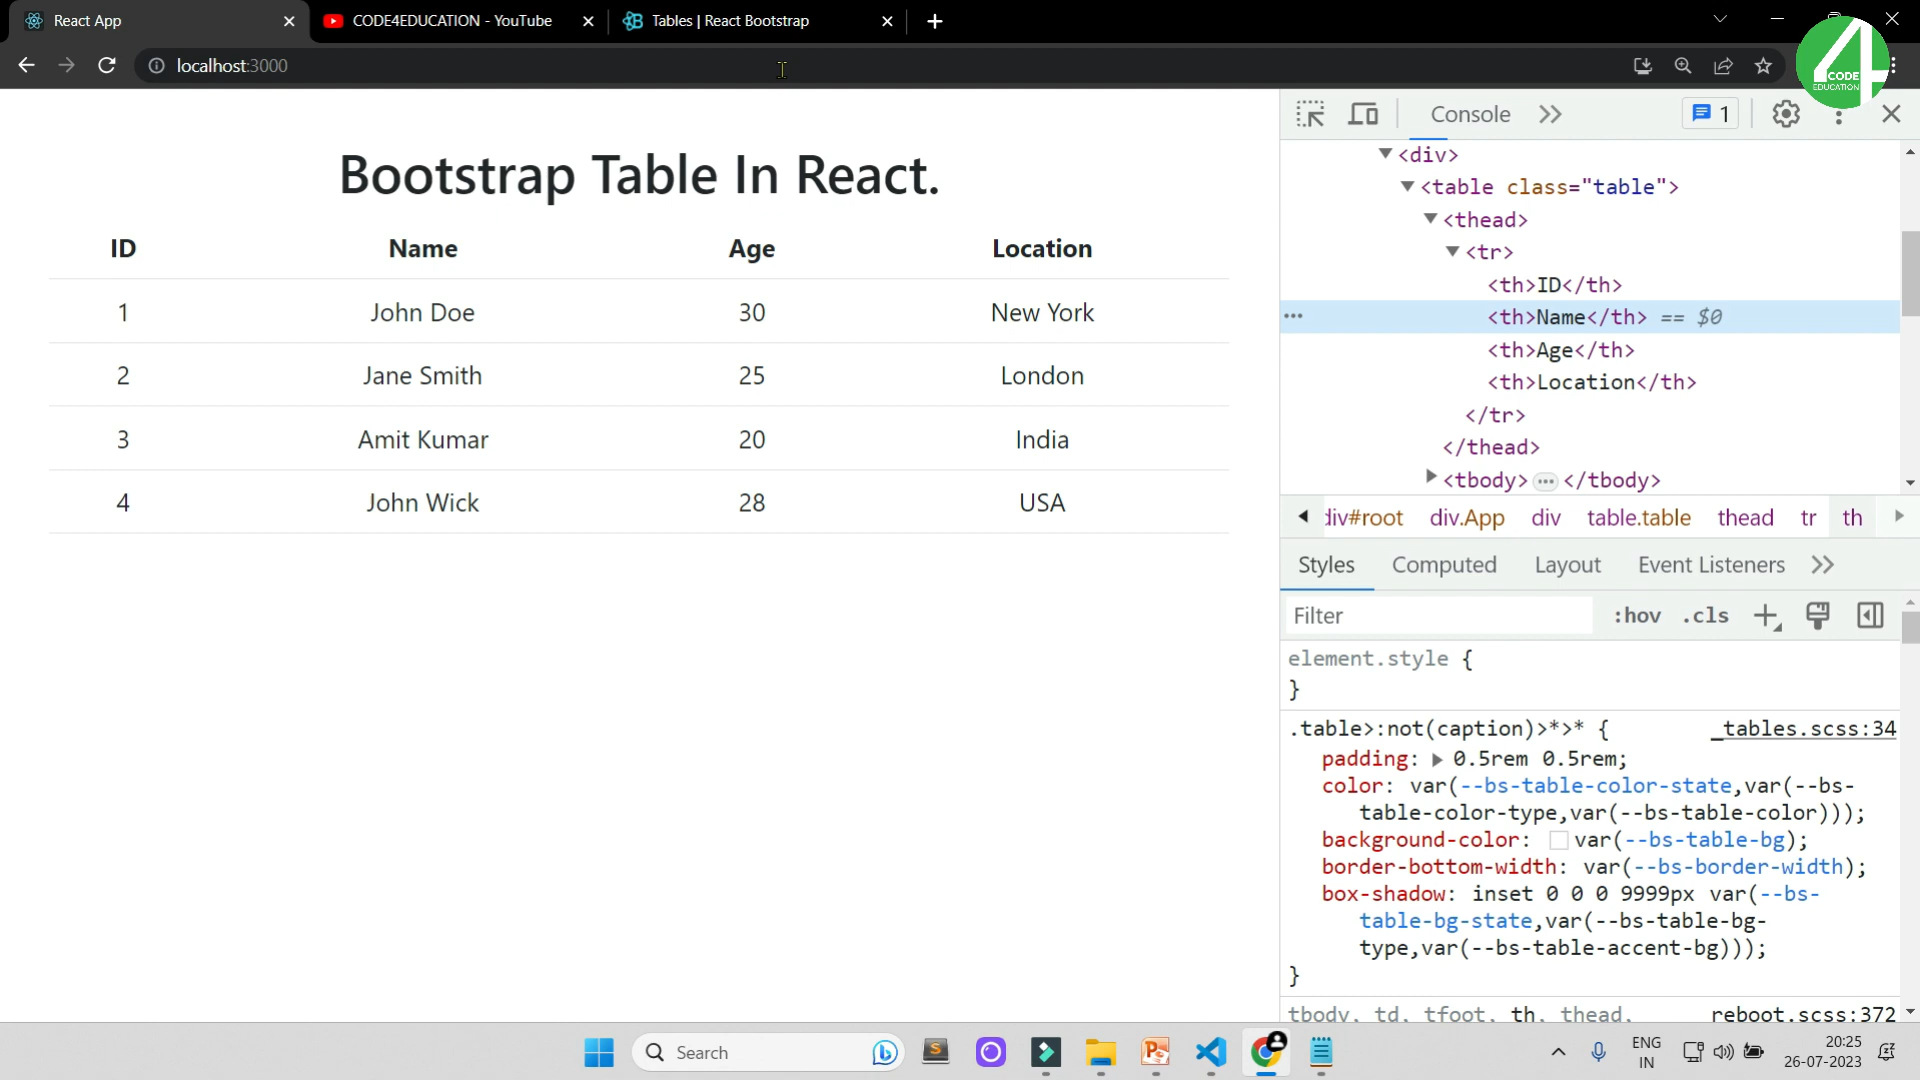 React App
CODE4EDUCATION - YouTube
Tables | React Bootstrap
localhost:3000
4
CODE
EDUCATION
Bootstrap Table In React.
ID Name Age Location
1 John Doe 30 New York
2 Jane Smith 25 London
3 Amit Kumar 20 India
4 John Wick 28 USA
Console 1
<div>
<table class="table">
<thead>
<tr>
<th>ID</th>
<th>Name</th> == $0
<th>Age</th>
<th>Location</th>
</tr>
</thead>
<tbody> ... </tbody>
div#root div.App div table.table thead tr th
Styles Computed Layout Event Listeners
Filter :hov .cls
element.style {
}
.table>:not(caption)>*>* { _tables.scss:34
padding: 0.5rem 0.5rem;
color: var(--bs-table-color-state,var(--bs-
table-color-type,var(--bs-table-color)));
background-color: var(--bs-table-bg);
border-bottom-width: var(--bs-border-width);
box-shadow: inset 0 0 0 9999px var(--bs-
table-bg-state,var(--bs-table-bg-
type,var(--bs-table-accent-bg)));
}
tbody, td, tfoot, th, thead, reboot.scss:372
Search
ENG
IN
20:25
26-07-2023